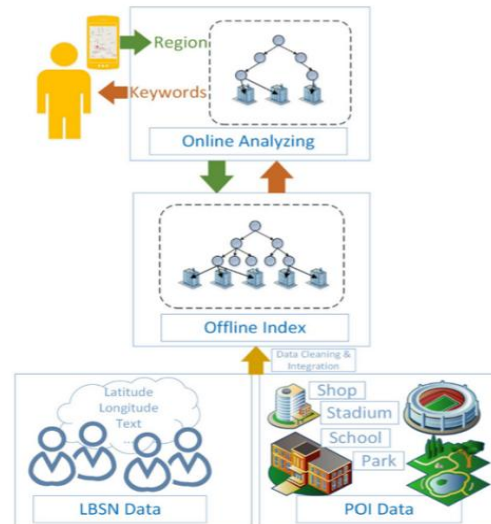 Region
Keywords
Online Analyzing
Offline Index
Data Cleaning &
Integration
Latitude
Longitude
Text
...
Shop
Stadium
School
Park
LBSN Data
POI Data